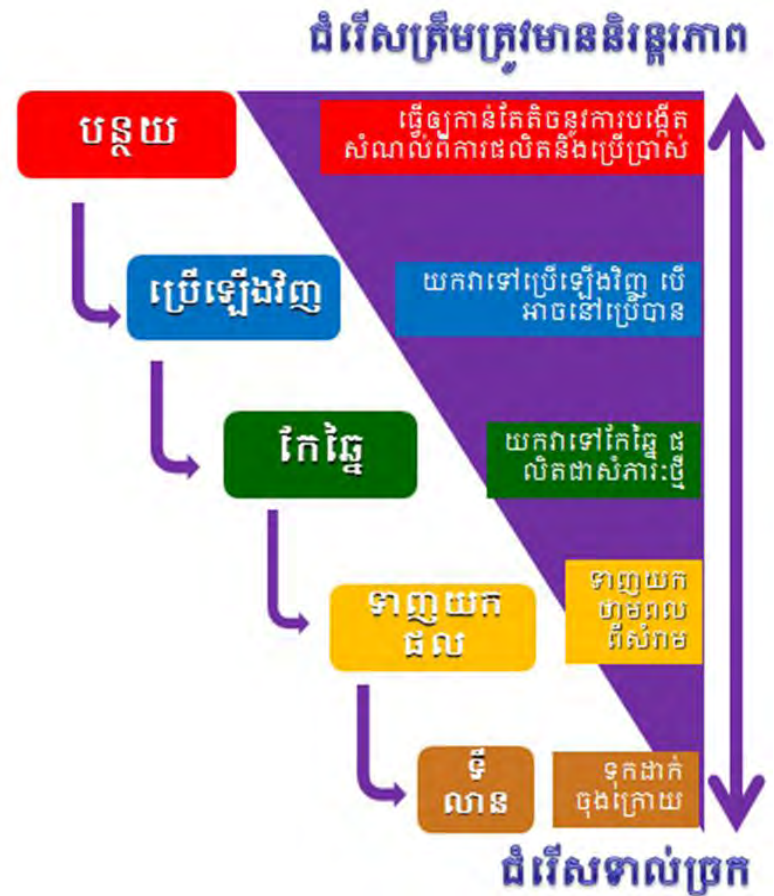 ជំរើសត្រឹមត្រូវមាននិរន្តរភាព
បន្ថយ
ធ្វើឲ្យកាន់តែតិចនូវការបង្កើត
សំណល់ពីការផលិតនិងប្រើប្រាស់
ប្រើឡើងវិញ
យកវាទៅប្រើឡើងវិញ បើ
អាចនៅប្រើបាន
កែឆ្នៃ
យកវាទៅកែឆ្នៃ ផ
លិតជាសំភារៈថ្មី
ទាញយក
ផល
ទាញយក
ថាមពល
ពីសំរាម
ទី
លាន
ទុកដាក់
ចុងក្រោយ
ជំរើសទាល់ច្រក